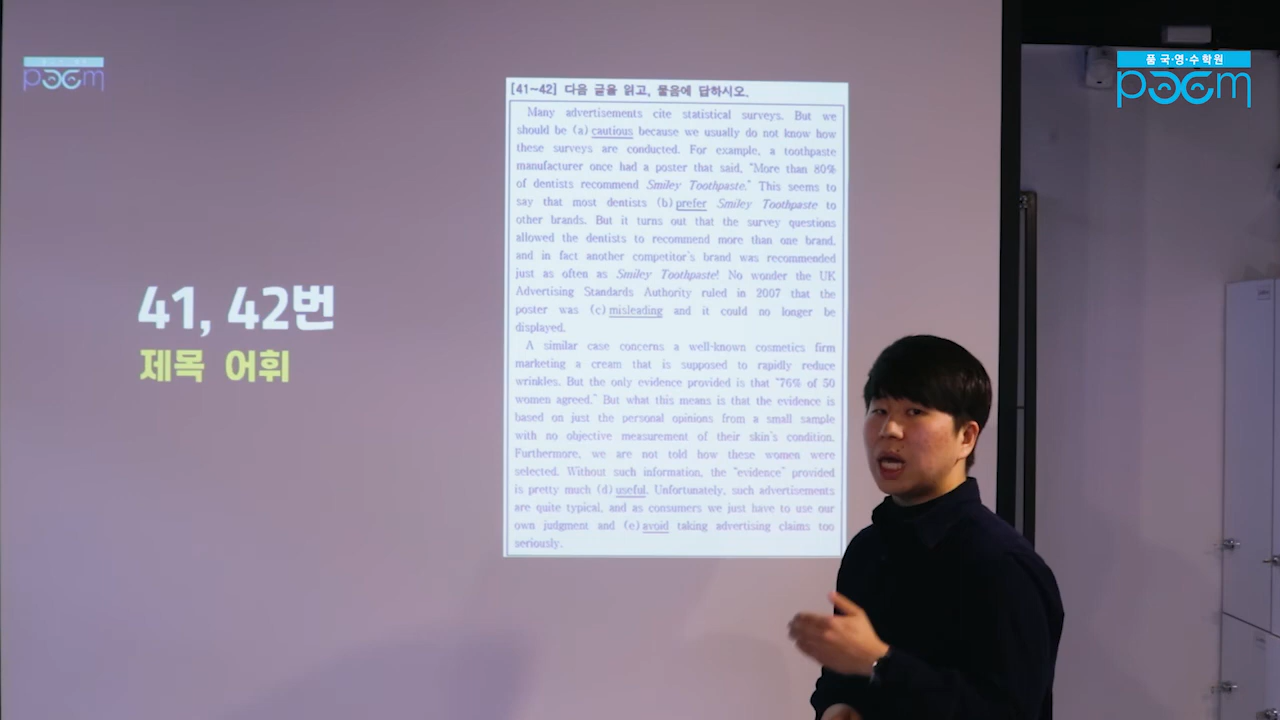 poem
품 국·영·수학원
poem
[41~42] 다음 글을 읽고, 물음에 답하시오.
Many advertisements cite statistical surveys. But we
should be (a) cautious because we usually do not know how
these surveys are conducted. For example, a toothpaste
manufacturer once had a poster that said, "More than 80%
of dentists recommend Smiley Toothpaste." This seems to
say that most dentists (b) prefer Smiley Toothpaste to
other brands. But it turns out that the survey questions
allowed the dentists to recommend more than one brand,
and in fact another competitor's brand was recommended
just as often as Smiley Toothpaste! No wonder the UK
Advertising Standards Authority ruled in 2007 that the
poster was (c) misleading and it could no longer be
displayed.
A similar case concerns a well-known cosmetics firm
marketing a cream that is supposed to rapidly reduce
wrinkles. But the only evidence provided is that "76% of 50
women agreed." But what this means is that the evidence is
based on just the personal opinions from a small sample
with no objective measurement of their skin's condition.
Furthermore, we are not told how these women were
selected. Without such information, the "evidence" provided
is pretty much (d) useful. Unfortunately, such advertisements
are quite typical, and as consumers we just have to use our
own judgment and (e) avoid taking advertising claims too
seriously.
41, 42번
제목 어휘